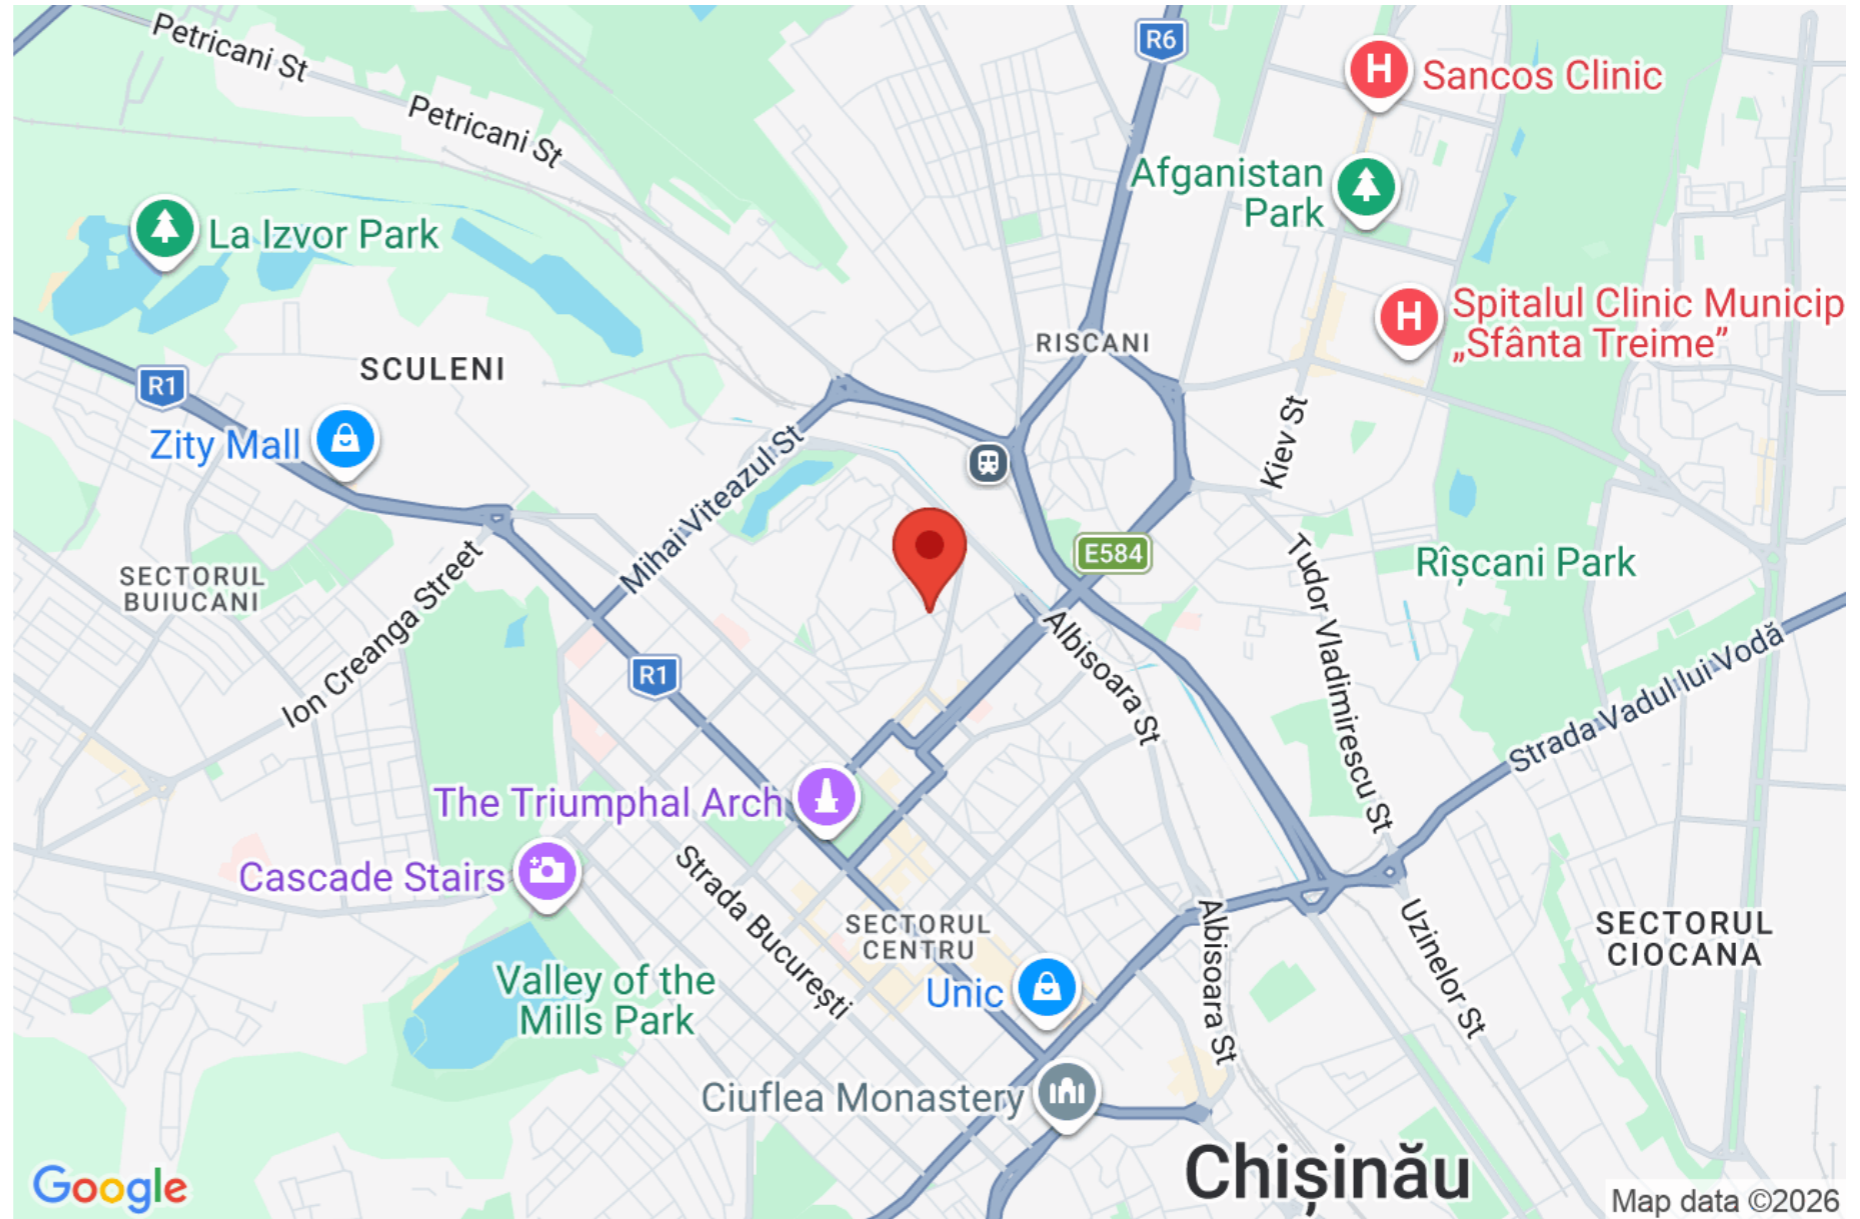 Petricani St
Petricani St
R6
Sancos Clinic
Afganistan
Park
La Izvor Park
Spitalul Clinic Municip
„Sfânta Treime”
RISCANI
SCULENI
R1
Zity Mall
Mihai Viteazul St
Kiev St
E584
Rîșcani Park
SECTORUL
BUIUCANI
Ion Creanga Street
Tudor Vladimirescu St
Albisoara St
R1
Strada Vadul lui Vodă
The Triumphal Arch
Cascade Stairs
Strada București
SECTORUL
CENTRU
Albisoara St
Uzinelor St
SECTORUL
CIOCANA
Valley of the
Mills Park
Unic
Ciuflea Monastery
Chișinău
Google
Map data ©2026